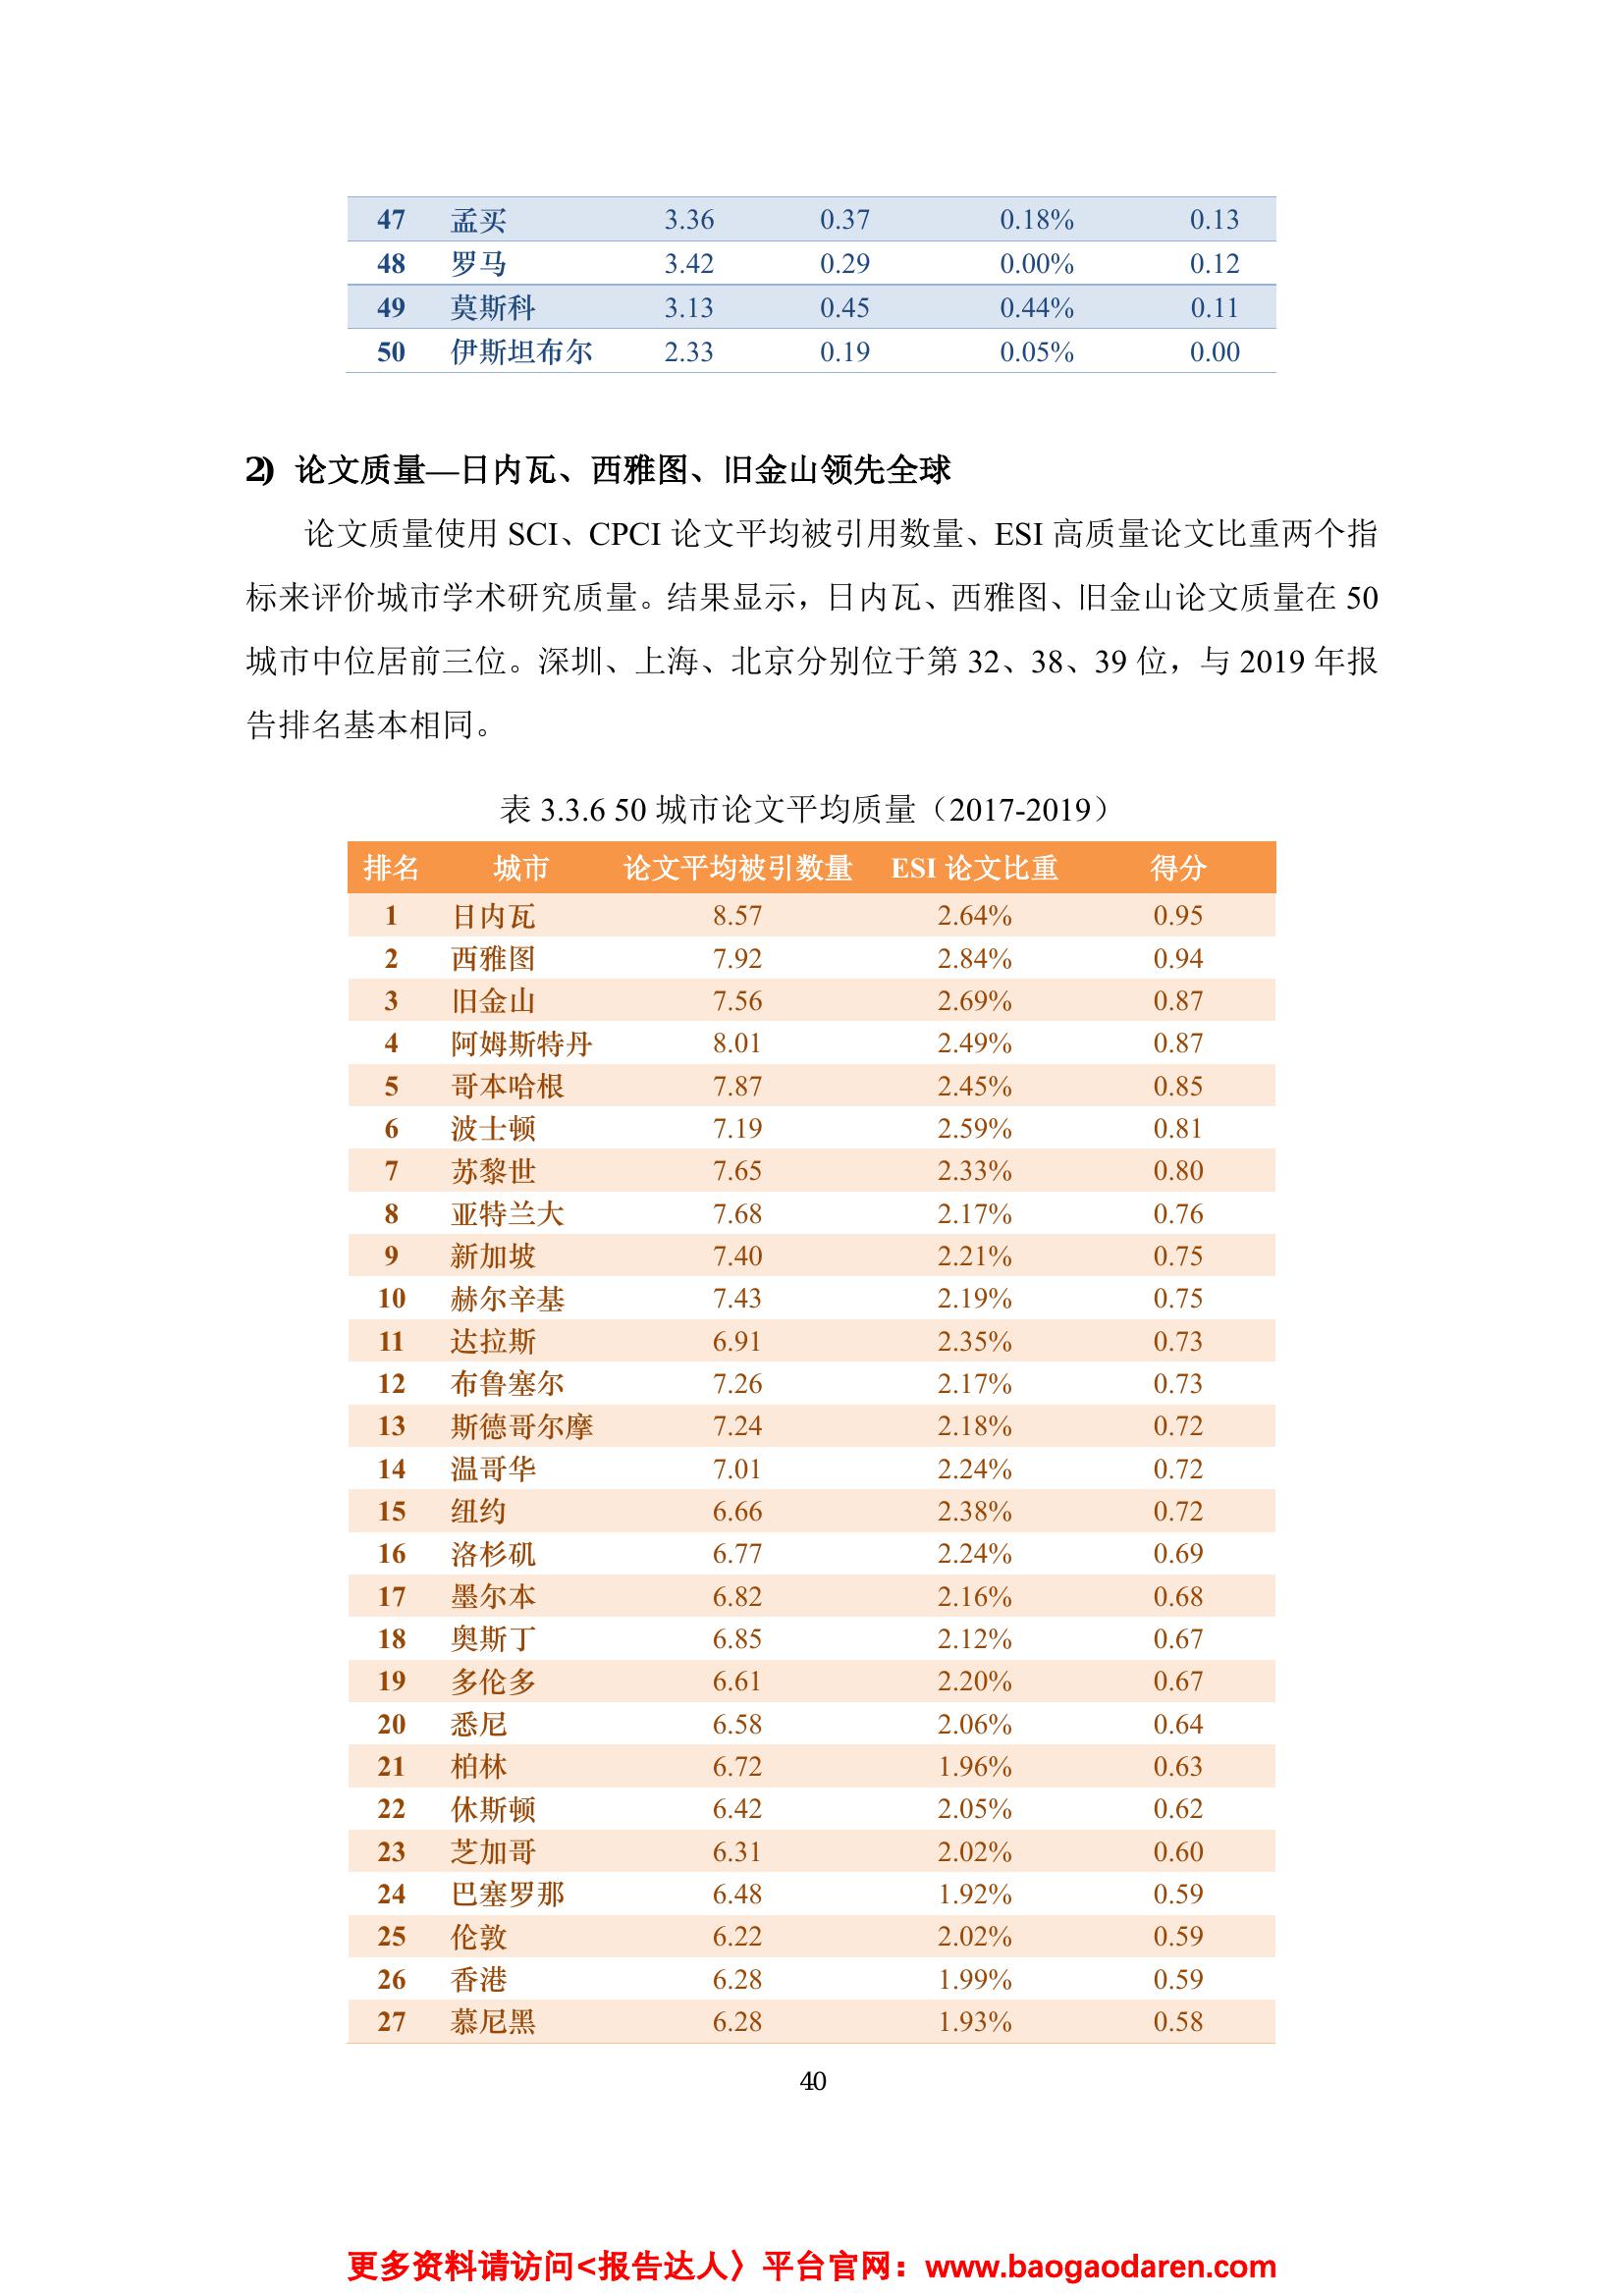 47 孟买 3.36 0.37 0.18% 0.13
48 罗马 3.42 0.29 0.00% 0.12
49 莫斯科 3.13 0.45 0.44% 0.11
50 伊斯坦布尔 2.33 0.19 0.05% 0.00
2) 论文质量—日内瓦、西雅图、旧金山领先全球
论文质量使用 SCI、CPCI 论文平均被引用数量、ESI 高质量论文比重两个指
标来评价城市学术研究质量。结果显示，日内瓦、西雅图、旧金山论文质量在 50
城市中位居前三位。深圳、上海、北京分别位于第 32、38、39 位，与 2019 年报
告排名基本相同。
表 3.3.6 50 城市论文平均质量（2017-2019）
排名 城市 论文平均被引数量 ESI 论文比重 得分
1 日内瓦 8.57 2.64% 0.95
2 西雅图 7.92 2.84% 0.94
3 旧金山 7.56 2.69% 0.87
4 阿姆斯特丹 8.01 2.49% 0.87
5 哥本哈根 7.87 2.45% 0.85
6 波士顿 7.19 2.59% 0.81
7 苏黎世 7.65 2.33% 0.80
8 亚特兰大 7.68 2.17% 0.76
9 新加坡 7.40 2.21% 0.75
10 赫尔辛基 7.43 2.19% 0.75
11 达拉斯 6.91 2.35% 0.73
12 布鲁塞尔 7.26 2.17% 0.73
13 斯德哥尔摩 7.24 2.18% 0.72
14 温哥华 7.01 2.24% 0.72
15 纽约 6.66 2.38% 0.72
16 洛杉矶 6.77 2.24% 0.69
17 墨尔本 6.82 2.16% 0.68
18 奥斯丁 6.85 2.12% 0.67
19 多伦多 6.61 2.20% 0.67
20 悉尼 6.58 2.06% 0.64
21 柏林 6.72 1.96% 0.63
22 休斯顿 6.42 2.05% 0.62
23 芝加哥 6.31 2.02% 0.60
24 巴塞罗那 6.48 1.92% 0.59
25 伦敦 6.22 2.02% 0.59
26 香港 6.28 1.99% 0.59
27 慕尼黑 6.28 1.93% 0.58
40
更多资料请访问<报告达人〉平台官网：www.baogaodaren.com